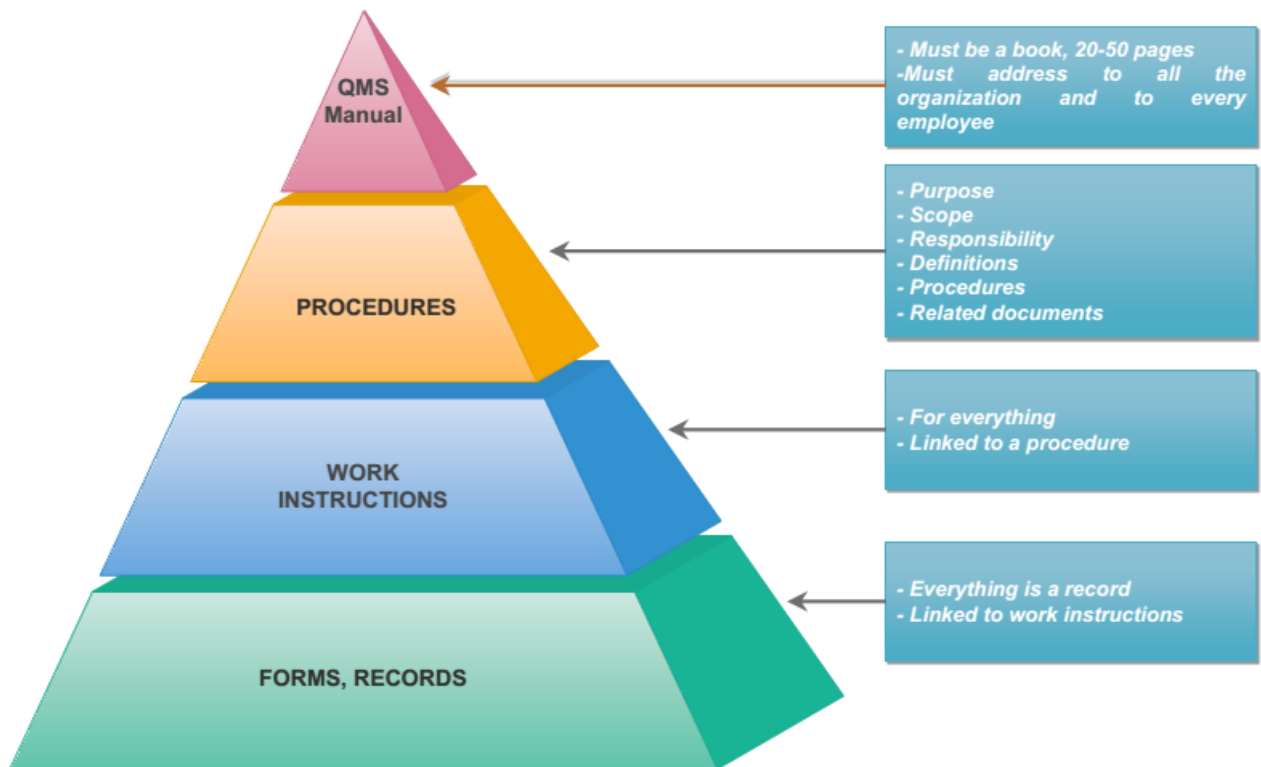 QMS
Manual
- Must be a book, 20-50 pages
-Must address to all the
organization and to every
employee
PROCEDURES
- Purpose
- Scope
- Responsibility
- Definitions
- Procedures
- Related documents
WORK
INSTRUCTIONS
- For everything
- Linked to a procedure
FORMS, RECORDS
- Everything is a record
- Linked to work instructions